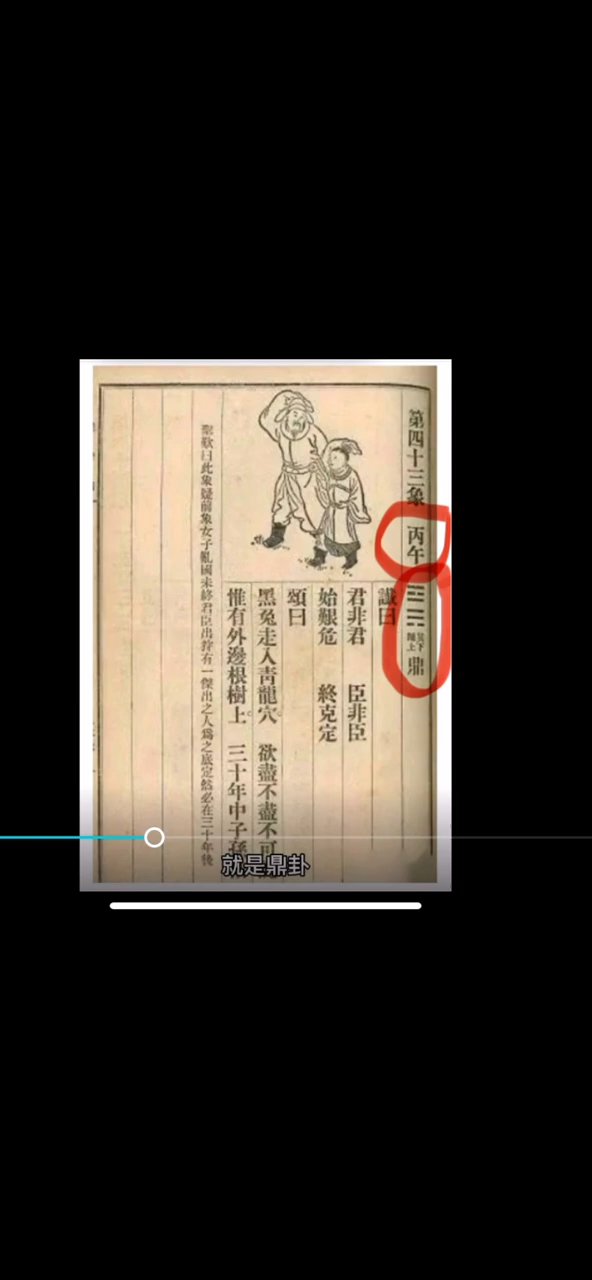 第四十三象 丙午 巽下 離上 鼎
讖曰
君非君 臣非臣
始艱危 終克定
頌曰
黑兔走入青龍穴 欲盡不盡不可
惟有外邊根樹上 三十年中子孫
聖歎曰此象疑前象女子亂國未終君臣出狩有一傑出之人爲之底定然必在三十年後
就是鼎卦